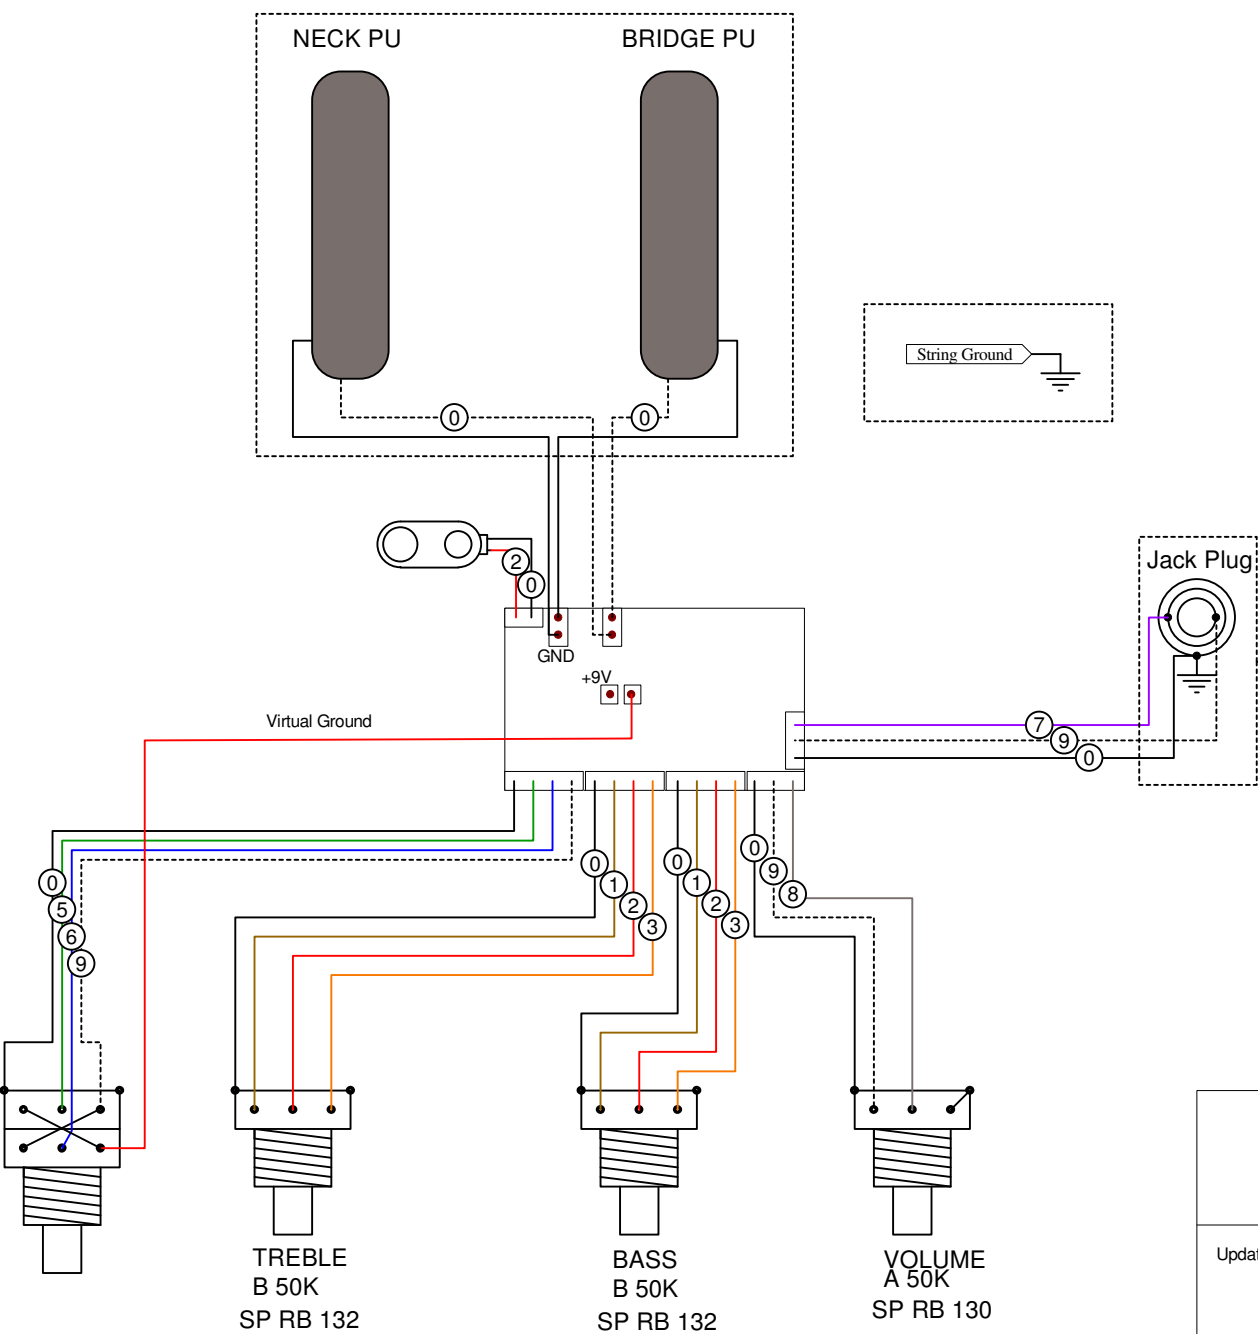 NECK PU
BRIDGE PU
String Ground
0
0
Jack Plug
2
0
GND
+9V
Virtual Ground
7
9
0
0
5
6
9
0
1
2
3
0
1
2
3
0
9
8
TREBLE
B 50K
SP RB 132
BASS
B 50K
SP RB 132
VOLUME
A 50K
SP RB 130